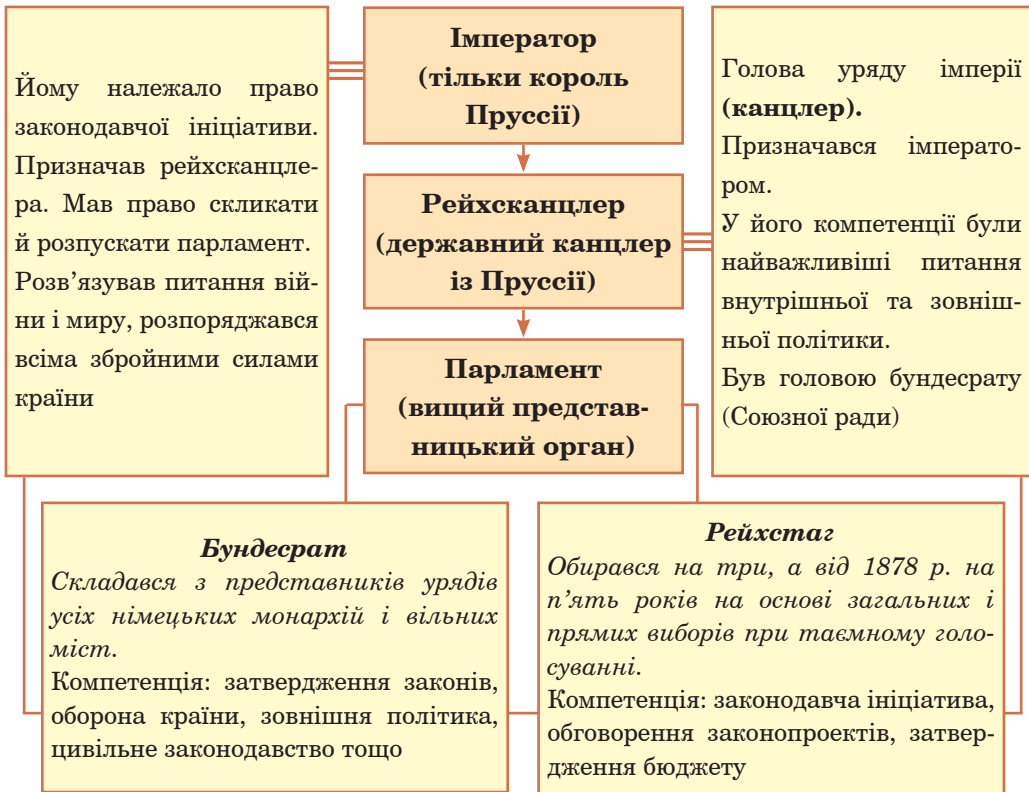 Імператор
(тільки король
Пруссії)
Йому належало право
законодавчої ініціативи.
Призначав рейхсканцле-
ра. Мав право скликати
й розпускати парламент.
Розв’язував питання вій-
ни і миру, розпоряджався
всіма збройними силами
країни
Рейхсканцлер
(державний канцлер
із Пруссії)
Голова уряду імперії
(канцлер).
Призначався імперато-
ром.
У його компетенції були
найважливіші питання
внутрішньої та зовніш-
ньої політики.
Був головою бундесрату
(Союзної ради)
Парламент
(вищий представ-
ницький орган)
Бундесрат
Складався з представників урядів
усіх німецьких монархій і вільних
міст.
Компетенція: затвердження законів,
оборона країни, зовнішня політика,
цивільне законодавство тощо
Рейхстаг
Обирався на три, а від 1878 р. на
п’ять років на основі загальних і
прямих виборів при таємному голо-
суванні.
Компетенція: законодавча ініціатива,
обговорення законопроектів, затвер-
дження бюджету